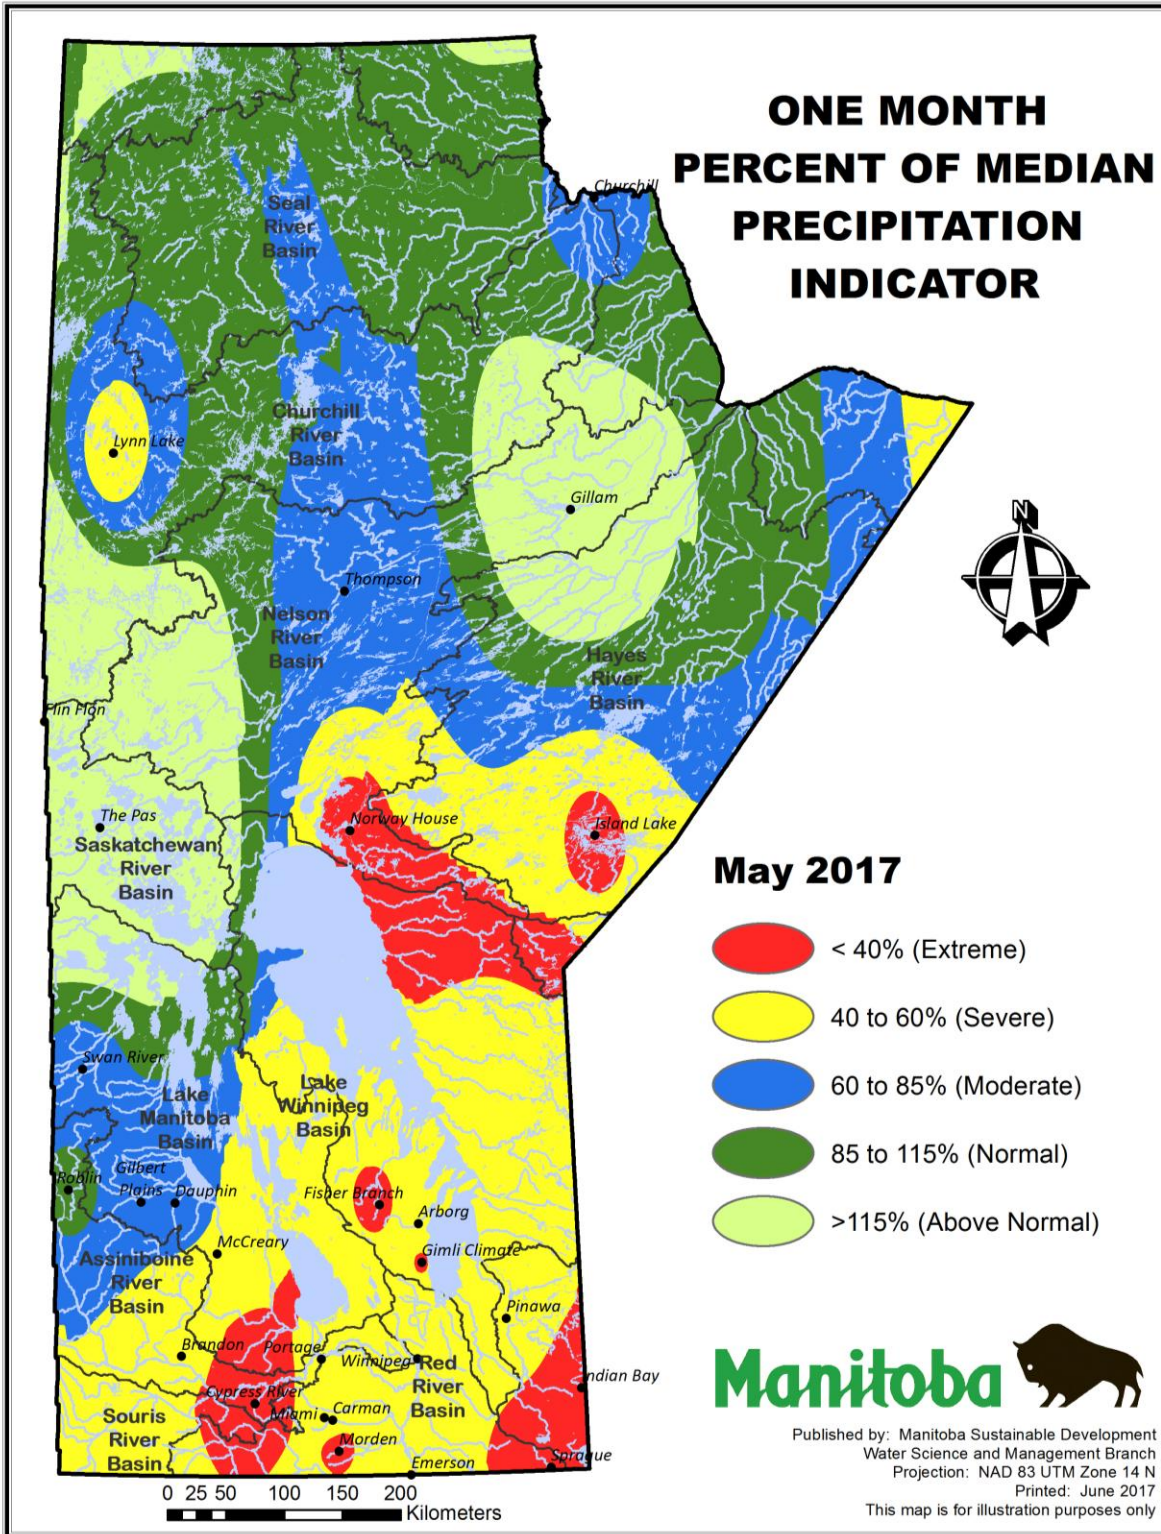 ONE MONTH
PERCENT OF MEDIAN
PRECIPITATION
INDICATOR
Churchill
Seal
River
Basin
Lynn Lake
Churchill
River
Basin
Gillam
Thompson
Nelson
River
Basin
Hayes
River
Basin
Flin Flon
The Pas
Saskatchewan
River
Basin
Norway House
Island Lake
N
May 2017
< 40% (Extreme)
40 to 60% (Severe)
60 to 85% (Moderate)
85 to 115% (Normal)
>115% (Above Normal)
Swan River
Lake
Manitoba
Basin
Lake
Winnipeg
Basin
Roblin
Gilbert
Plains
Dauphin
Fisher Branch
Arborg
McCreary
Gimli Climate
Assiniboine
River
Basin
Pinawa
Brandon
Portage
Winnipeg
Red
River
Basin
Indian Bay
Cypress River
Miami
Carman
Souris
River
Basin
Morden
Emerson
Sprague
0 25 50 100 150 200
Kilometers
Manitoba
Published by: Manitoba Sustainable Development
Water Science and Management Branch
Projection: NAD 83 UTM Zone 14 N
Printed: June 2017
This map is for illustration purposes only